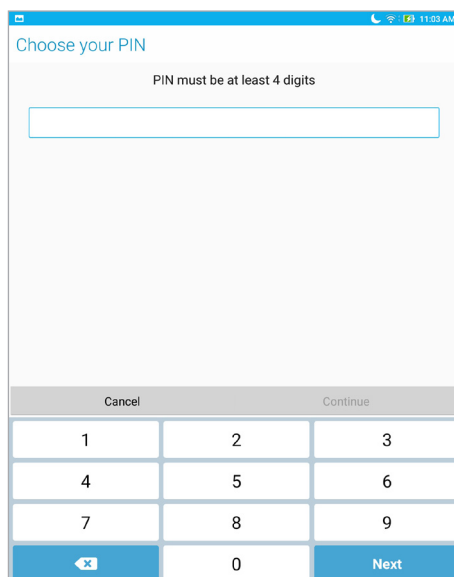 11:03 AM
Choose your PIN
PIN must be at least 4 digits
Cancel Continue
1 2 3
4 5 6
7 8 9
0 Next